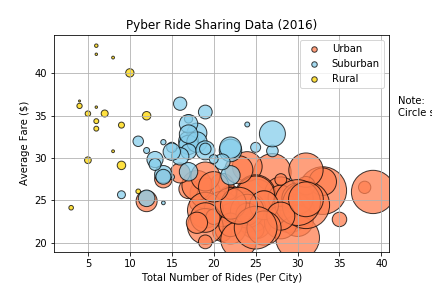 Pyber Ride Sharing Data (2016)
Urban
Suburban
Rural
Note:
Circle s
Average Fare ($)
40
35
30
25
20
5 10 15 20 25 30 35 40
Total Number of Rides (Per City)